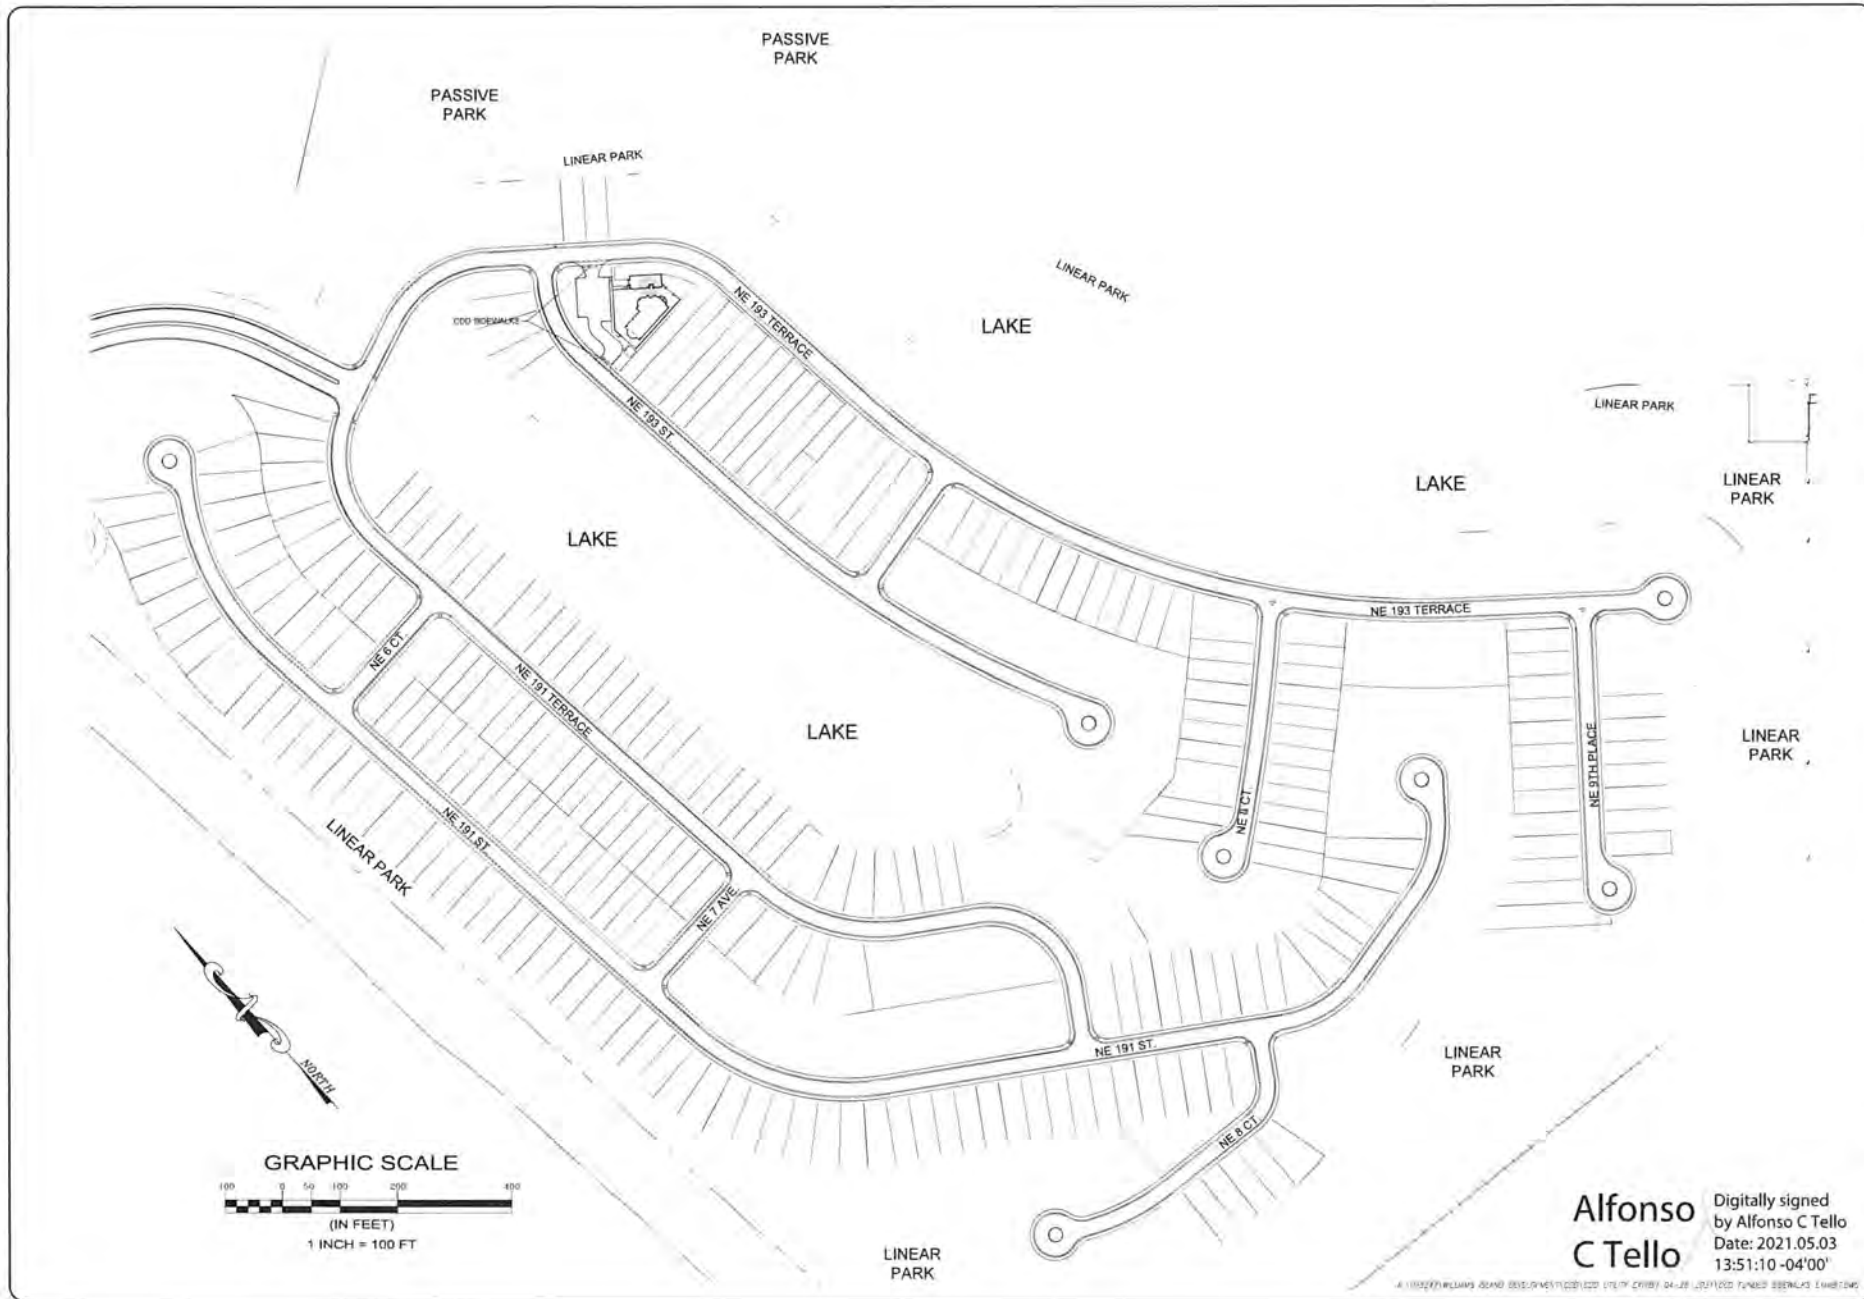 PASSIVE
PARK
PASSIVE
PARK
LINEAR PARK
LINEAR PARK
NE 193 TERRACE
LAKE
CDD SIDEWALKS
NE 193 ST
LINEAR PARK
LAKE
LINEAR
PARK
LAKE
NE 193 TERRACE
NE 6 CT.
NE 191 TERRACE
LAKE
LINEAR
PARK
NE 9TH PLACE
NE 191 ST.
NE 8 CT.
LINEAR PARK
NE 7 AVE
NORTH
NE 191 ST.
LINEAR
PARK
NE 8 CT.
GRAPHIC SCALE
100 0 50 100 200 400
(IN FEET)
1 INCH = 100 FT
LINEAR
PARK
Alfonso
C Tello
Digitally signed
by Alfonso C Tello
Date: 2021.05.03
13:51:10 -04'00'